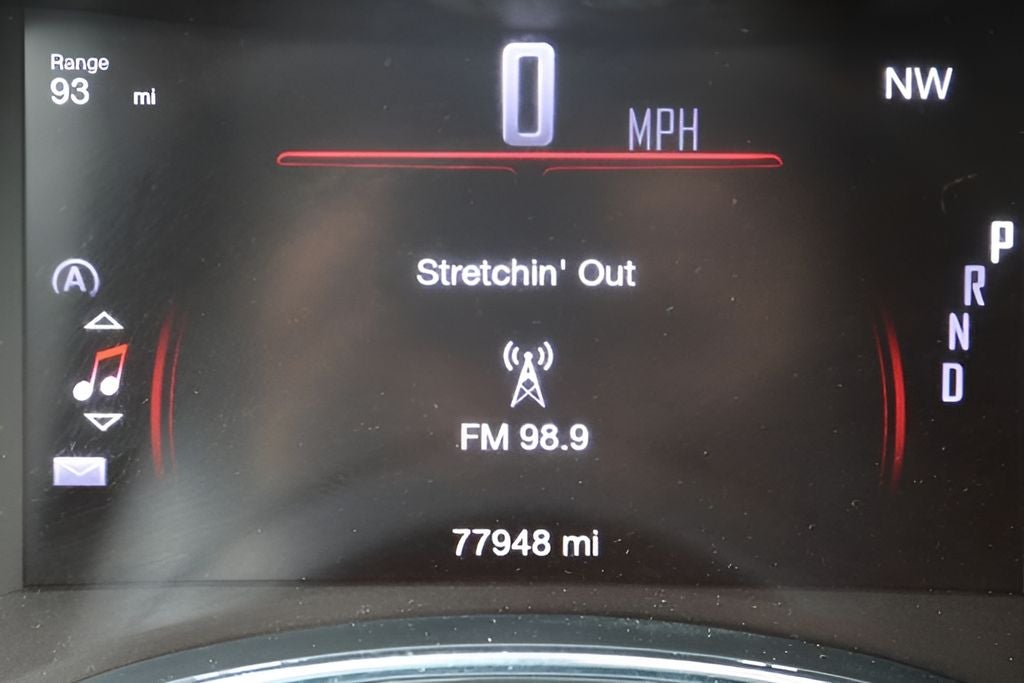 Range
93 mi
0 MPH
NW
Stretchin' Out
A
P
R
N
D
FM 98.9
77948 mi